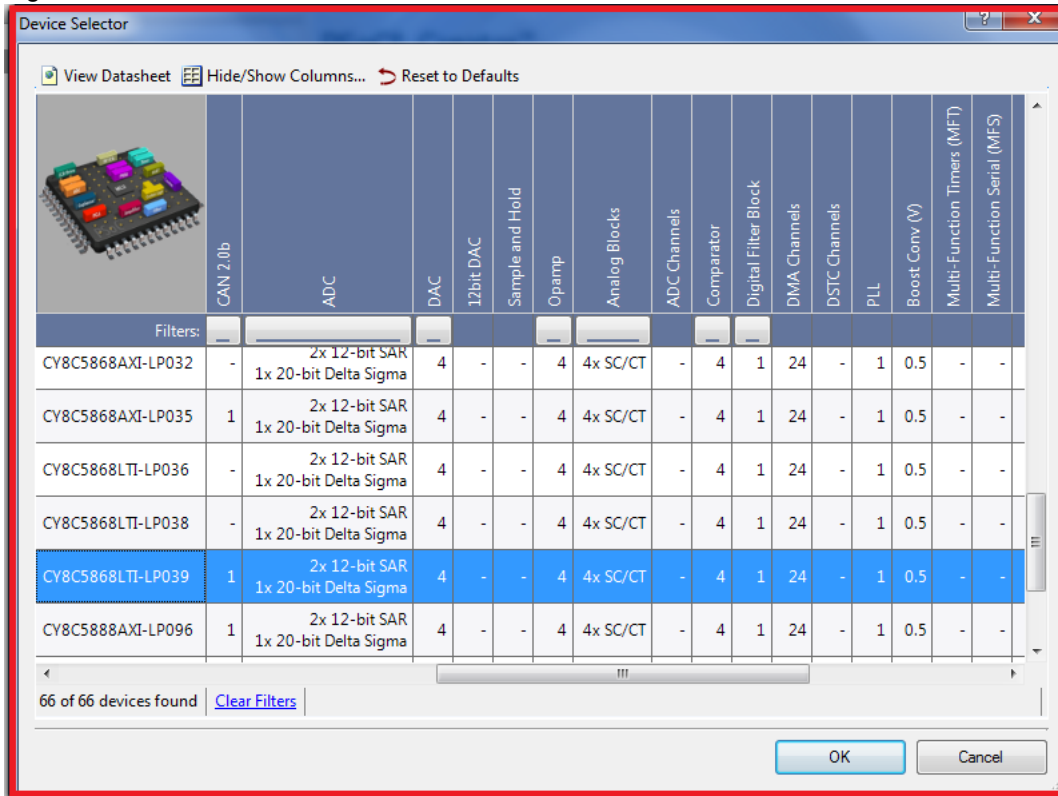 Device Selector
View Datasheet Hide/Show Columns... Reset to Defaults
CAN 2.0b ADC DAC 12bit DAC Sample and Hold Opamp Analog Blocks ADC Channels Comparator Digital Filter Block DMA Channels DSTC Channels PLL Boost Conv (V) Multi-Function Timers (MFT) Multi-Function Serial (MFS)
Filters:
2x 12-bit SAR
CY8C5868AXI-LP032 - 4 - - 4 4x SC/CT - 4 1 24 - 1 0.5 - -
1x 20-bit Delta Sigma
2x 12-bit SAR
CY8C5868AXI-LP035 1 4 - - 4 4x SC/CT - 4 1 24 - 1 0.5 - -
1x 20-bit Delta Sigma
2x 12-bit SAR
CY8C5868LTI-LP036 - 4 - - 4 4x SC/CT - 4 1 24 - 1 0.5 - -
1x 20-bit Delta Sigma
2x 12-bit SAR
CY8C5868LTI-LP038 - 4 - - 4 4x SC/CT - 4 1 24 - 1 0.5 - -
1x 20-bit Delta Sigma
2x 12-bit SAR
CY8C5868LTI-LP039 1 4 - - 4 4x SC/CT - 4 1 24 - 1 0.5 - -
1x 20-bit Delta Sigma
2x 12-bit SAR
CY8C5888AXI-LP096 1 4 - - 4 4x SC/CT - 4 1 24 - 1 0.5 - -
1x 20-bit Delta Sigma
66 of 66 devices found Clear Filters
OK Cancel